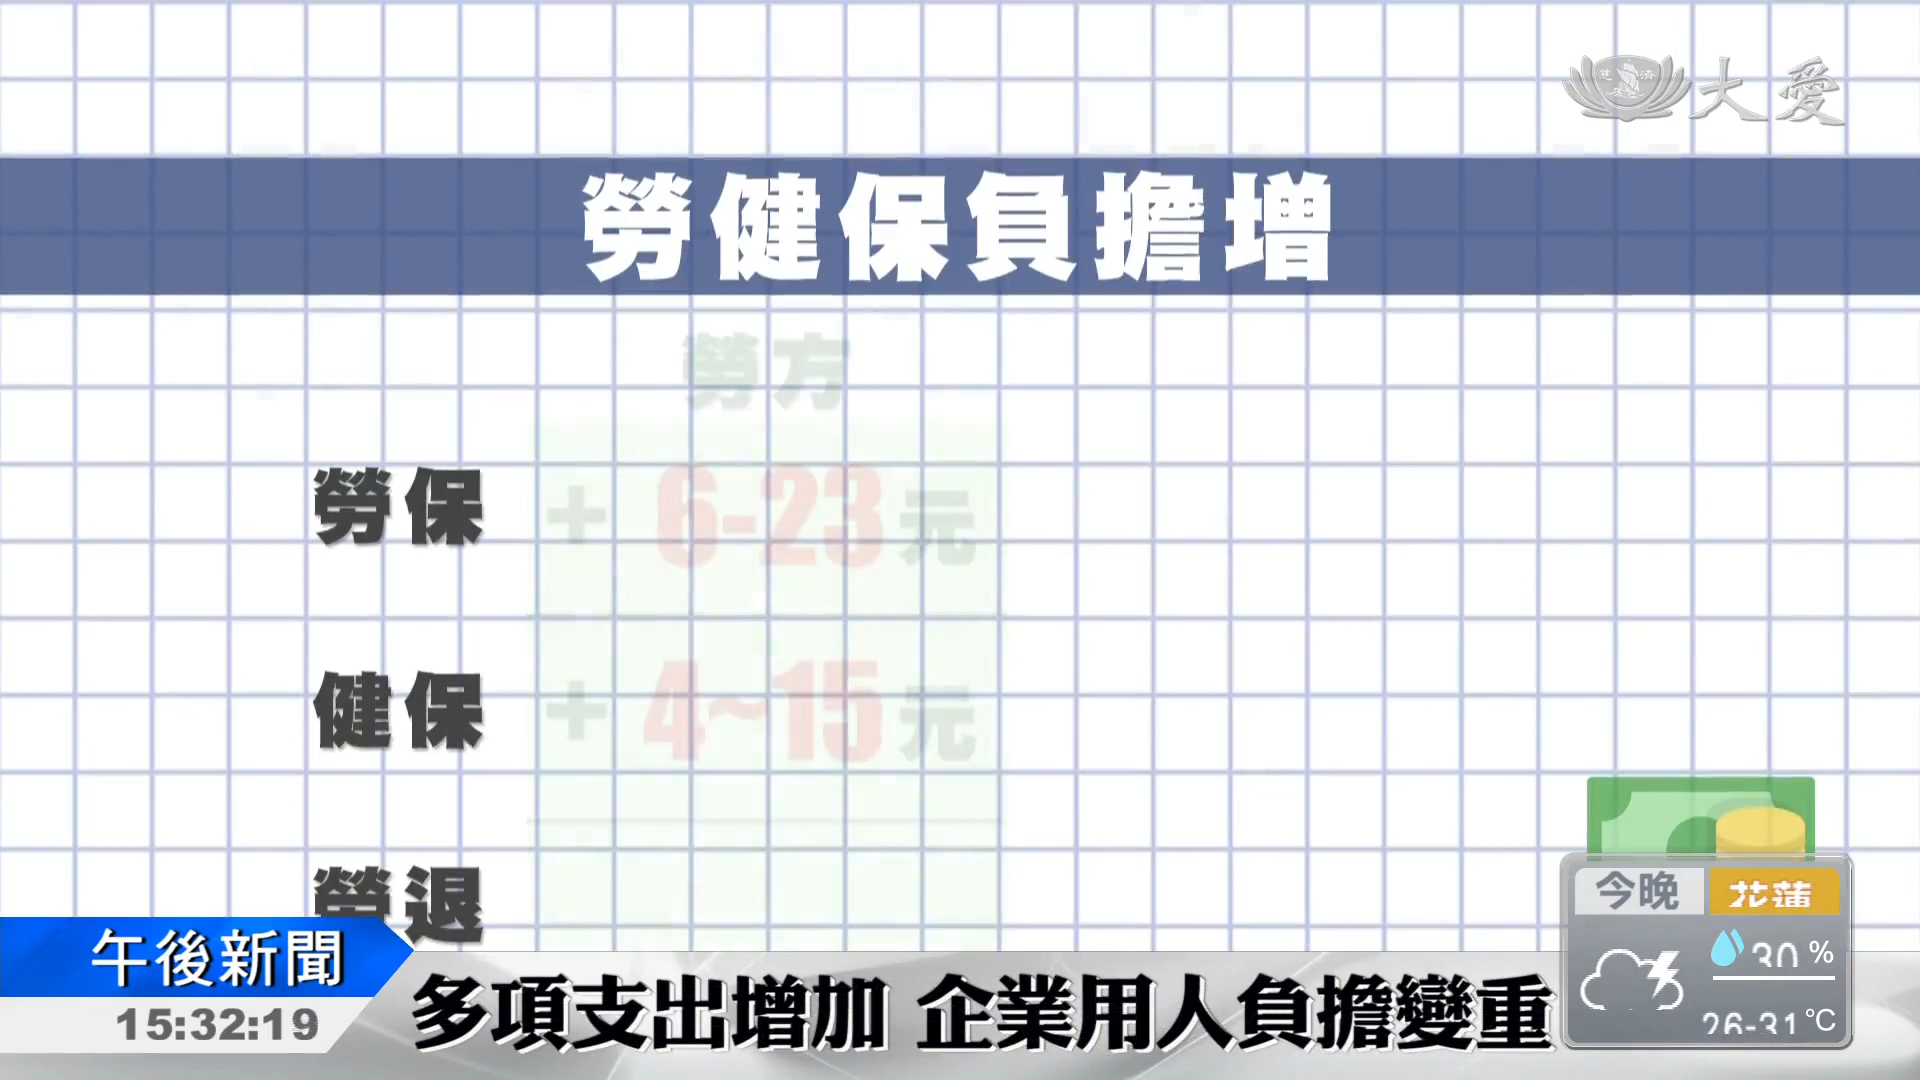 慈濟 大愛
勞健保負擔增
勞方
勞保 + 6-23元
健保 + 4~15元
勞退
今晚 花蓮
午後新聞
30 %
多項支出增加 企業用人負擔變重
15:32:19
26-31°C